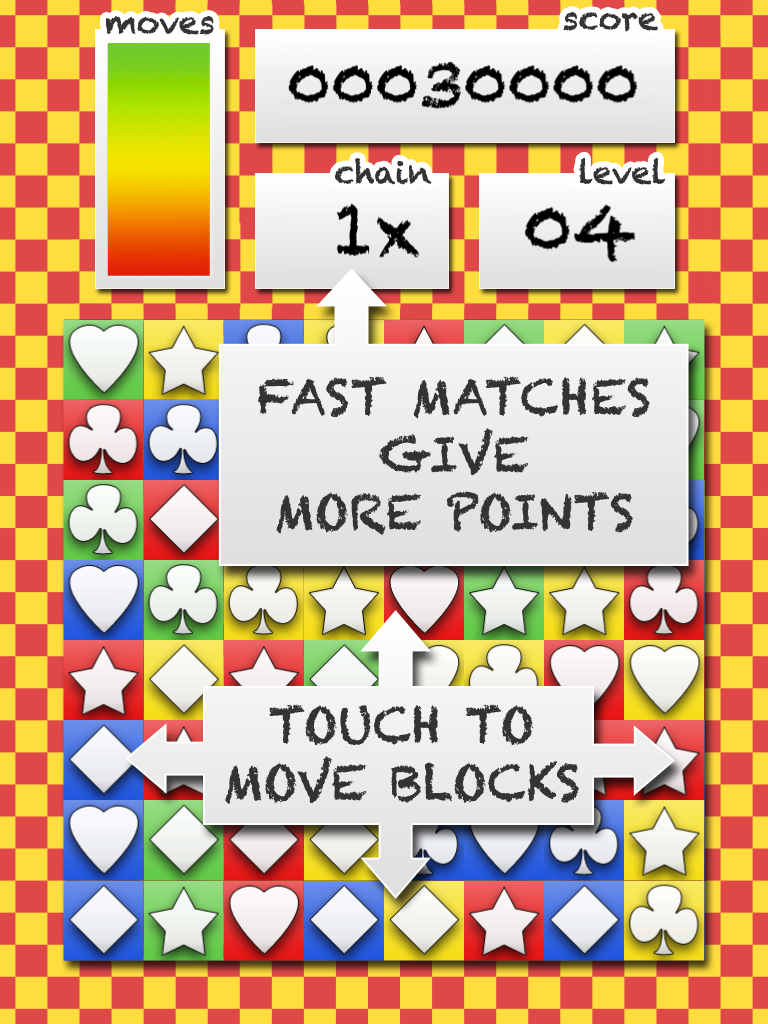 moves
score
00030000
chain
level
1x
04
FAST MATCHES
GIVE
MORE POINTS
TOUCH TO
MOVE BLOCKS